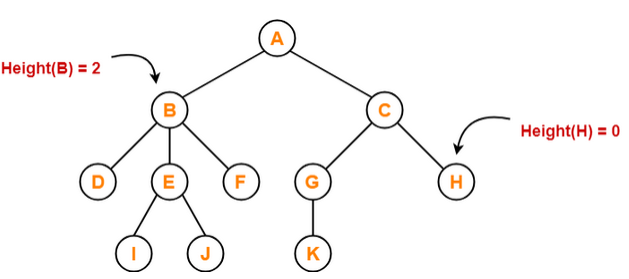 A
Height(B) = 2
B
C
Height(H) = 0
D
E
F
G
H
I
J
K